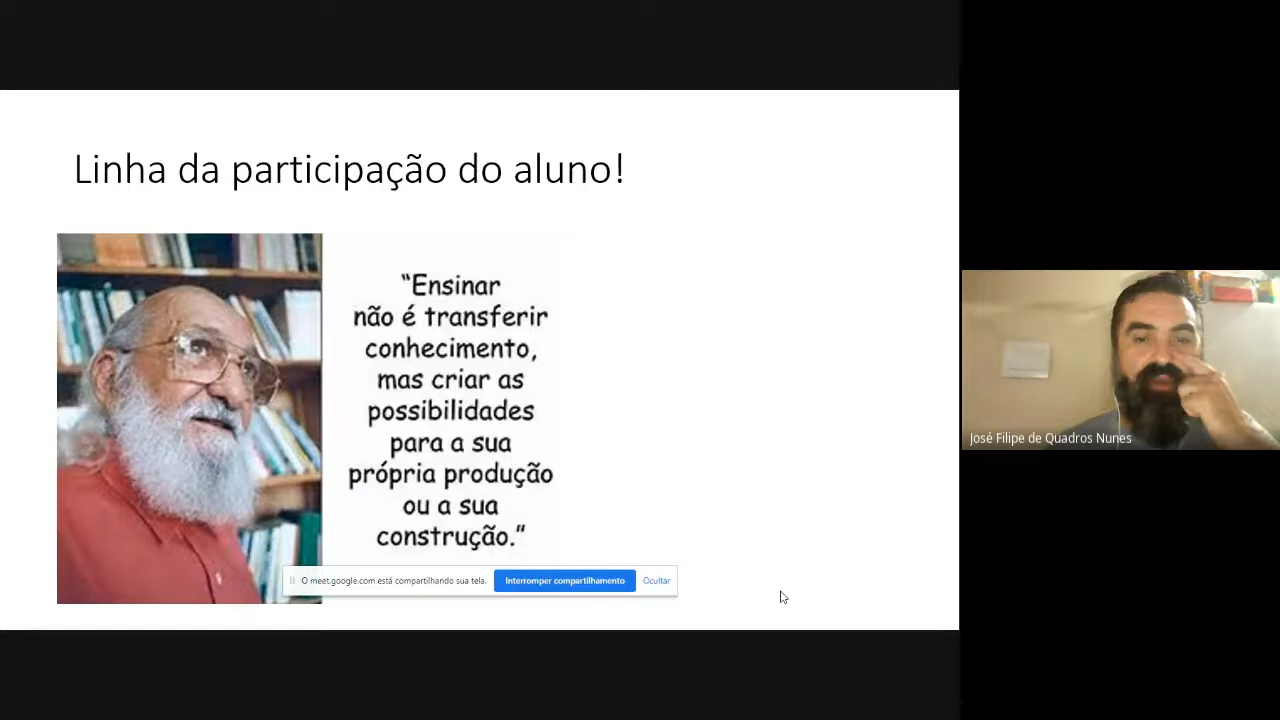 Linha da participação do aluno!
“Ensinar
não é transferir
conhecimento,
mas criar as
possibilidades
para a sua
própria produção
ou a sua
construção.”
O meet.google.com está compartilhando sua tela.
Interromper compartilhamento
Ocultar
José Filipe de Quadros Nunes